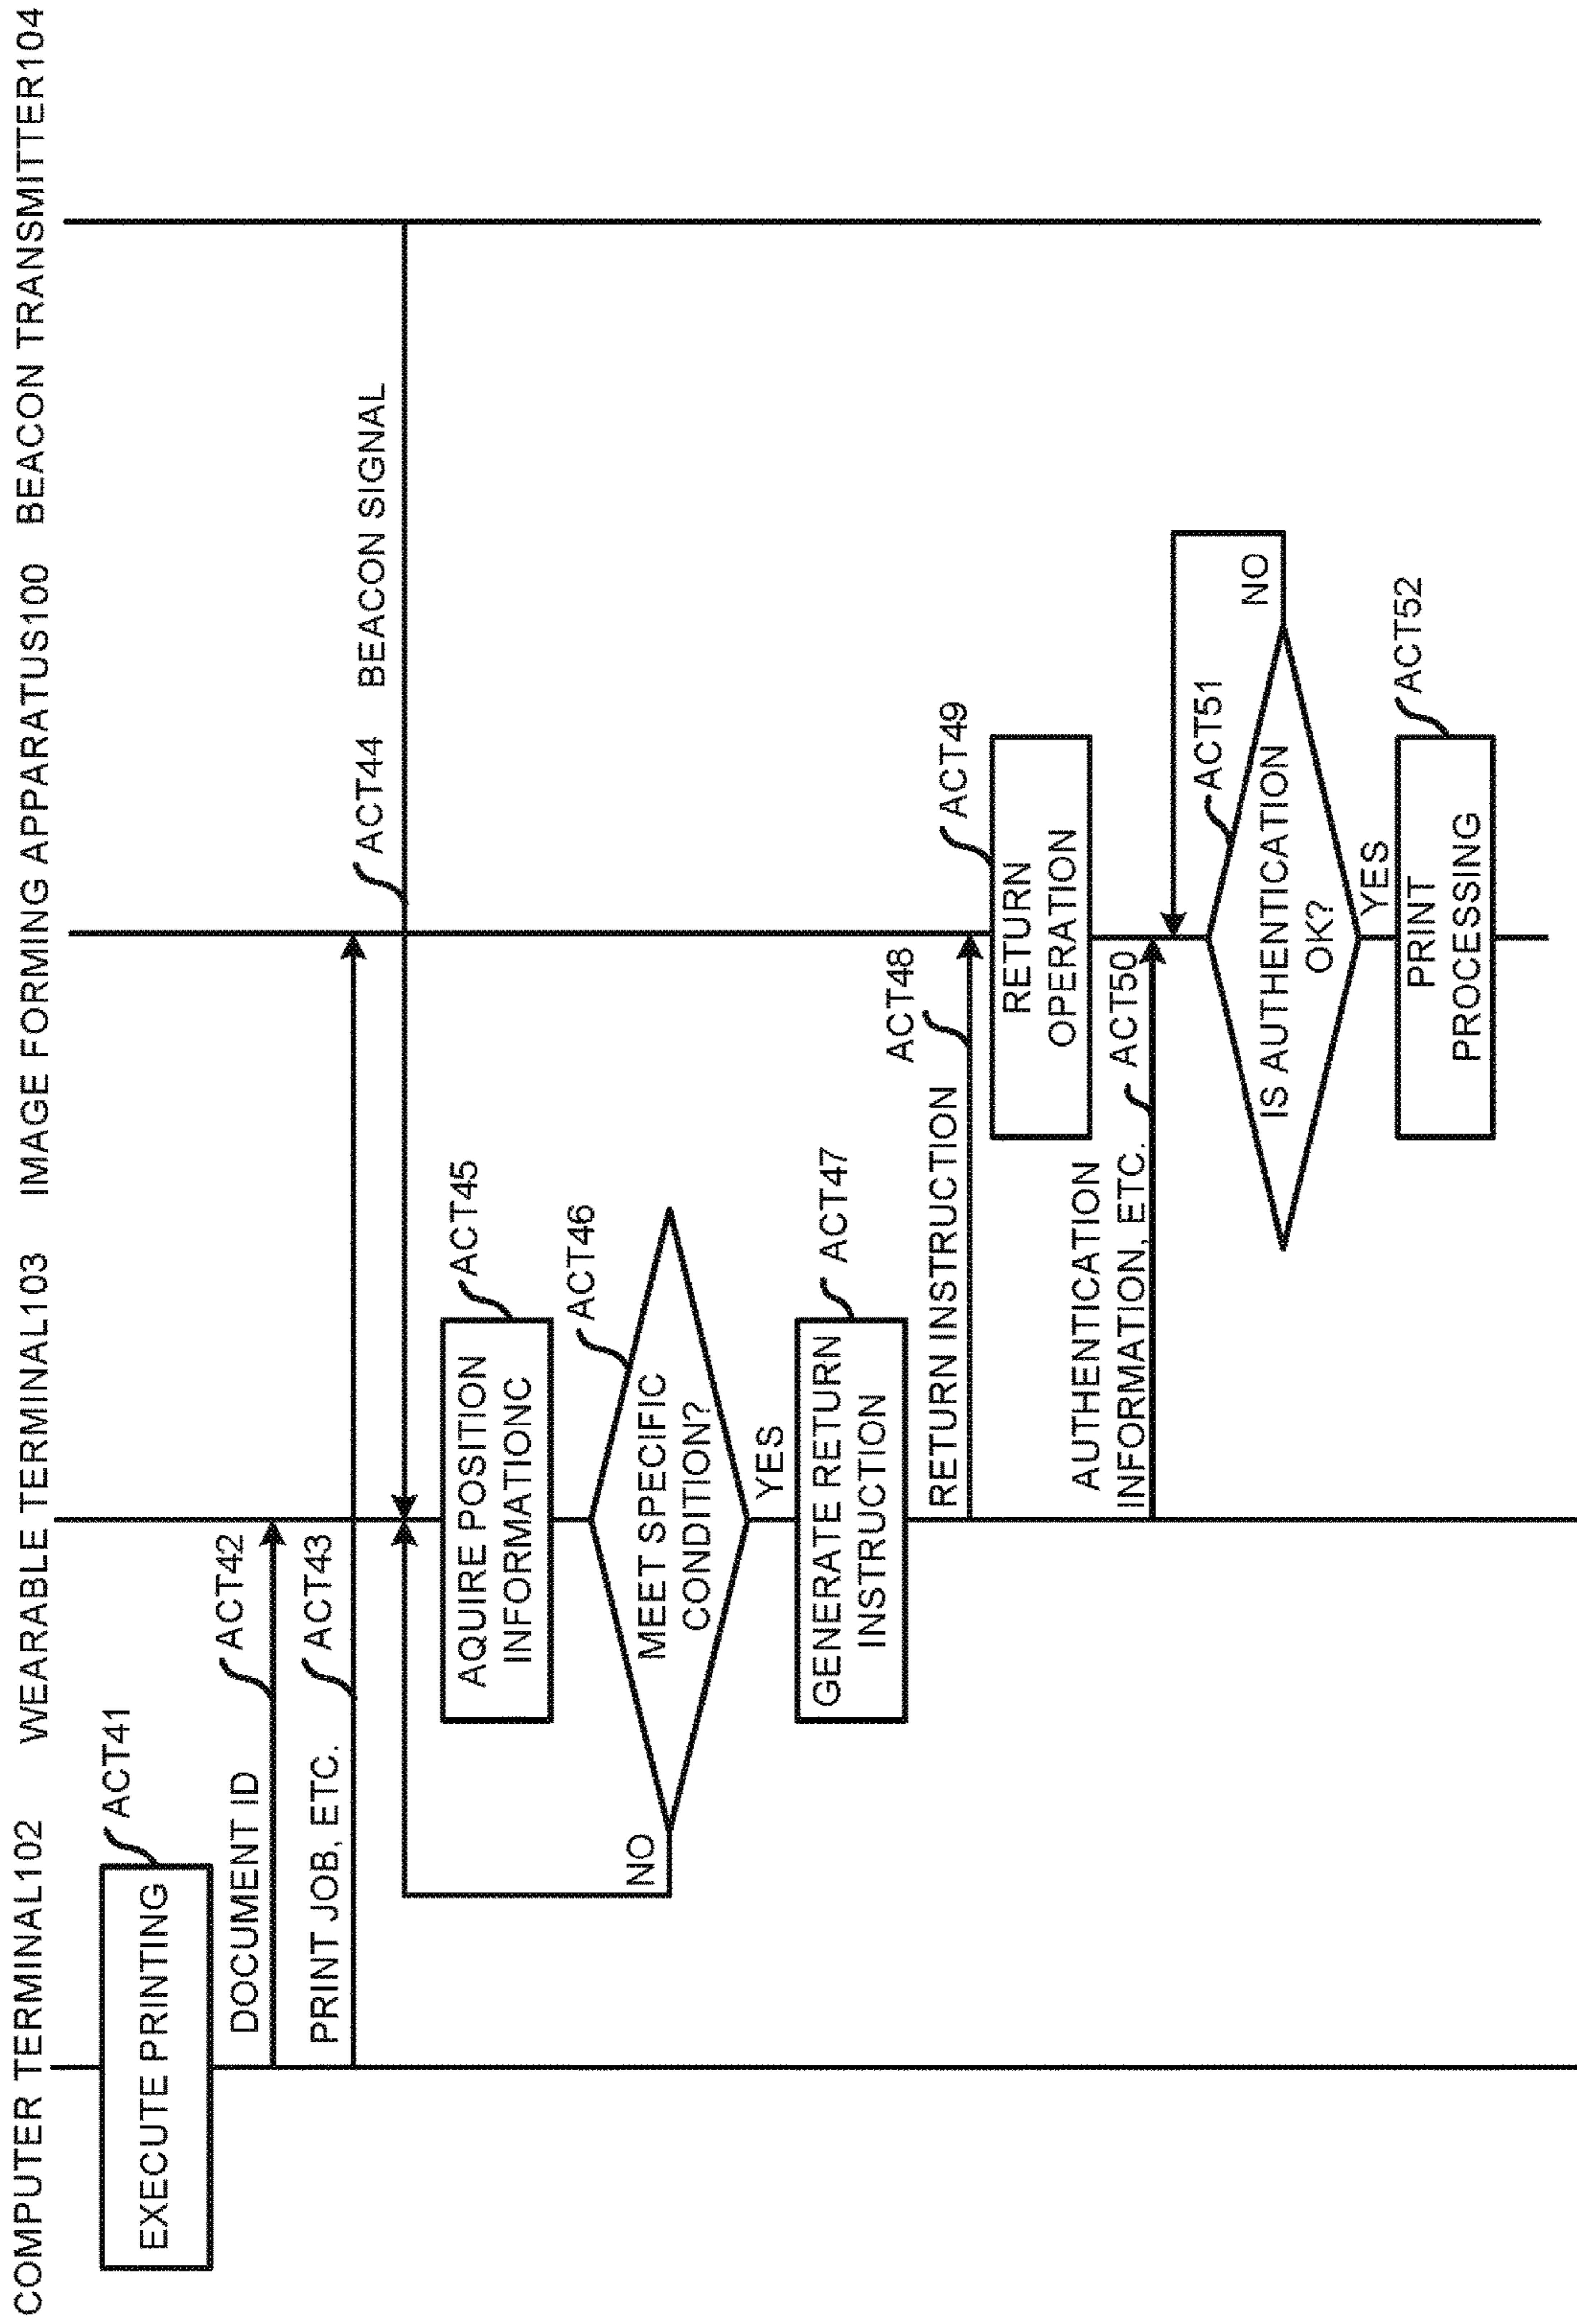 COMPUTER TERMINAL102 WEARABLE TERMINAL103 IMAGE FORMING APPARATUS100 BEACON TRANSMITTER104
ACT41
EXECUTE PRINTING
DOCUMENT ID
ACT42
PRINT JOB, ETC.
ACT43
ACT44
BEACON SIGNAL
ACT45
AQUIRE POSITION
INFORMATIONC
ACT46
MEET SPECIFIC
CONDITION?
NO
YES
ACT47
GENERATE RETURN
INSTRUCTION
RETURN INSTRUCTION
ACT48
ACT49
RETURN
OPERATION
AUTHENTICATION
INFORMATION, ETC.
ACT50
ACT51
IS AUTHENTICATION
OK?
NO
YES
ACT52
PRINT
PROCESSING